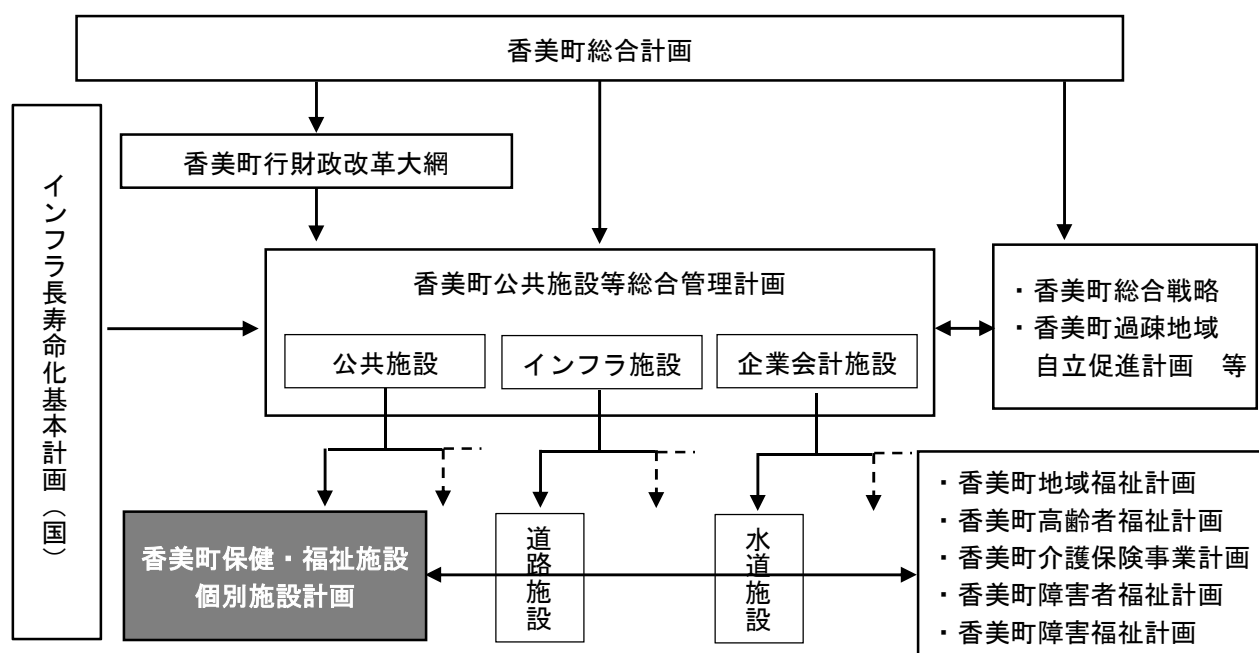 香美町総合計画
インフラ長寿命化基本計画（国）
香美町行財政改革大綱
香美町公共施設等総合管理計画
公共施設
インフラ施設
企業会計施設
・香美町総合戦略
・香美町過疎地域
自立促進計画　等
香美町保健・福祉施設
個別施設計画
道路施設
水道施設
・香美町地域福祉計画
・香美町高齢者福祉計画
・香美町介護保険事業計画
・香美町障害者福祉計画
・香美町障害福祉計画